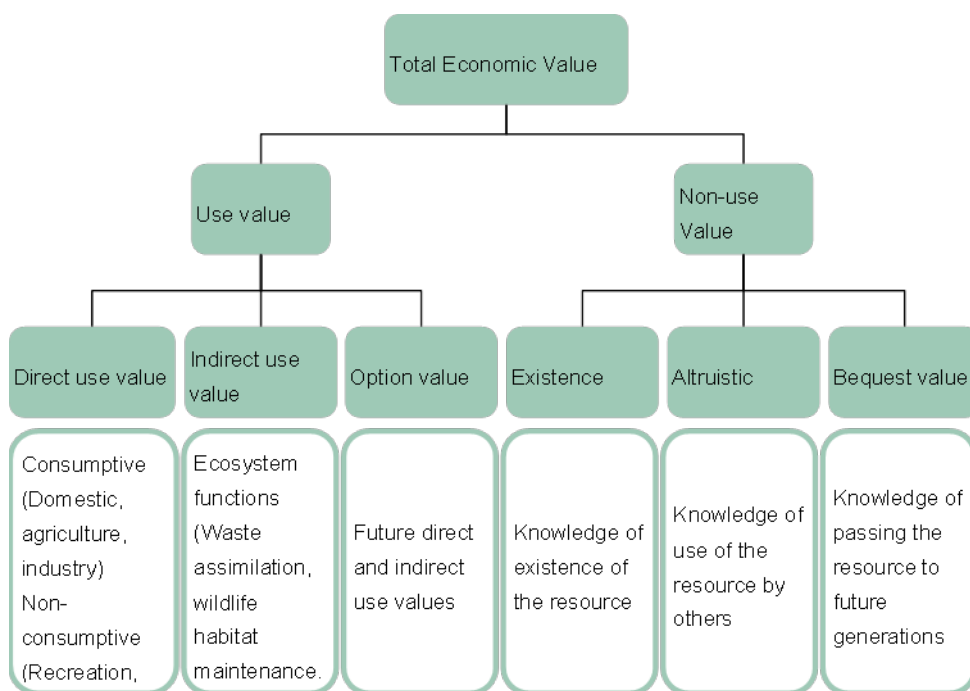 Total Economic Value
Use value
Non-use
Value
Direct use value
Indirect use
value
Option value
Existence
Altruistic
Bequest value
Consumptive
(Domestic,
agriculture,
industry)
Non-
consumptive
(Recreation,
Ecosystem
functions
(Waste
assimilation,
wildlife
habitat
maintenance.
Future direct
and indirect
use values
Knowledge of
existence of
the resource
Knowledge of
use of the
resource by
others
Knowledge of
passing the
resource to
future
generations